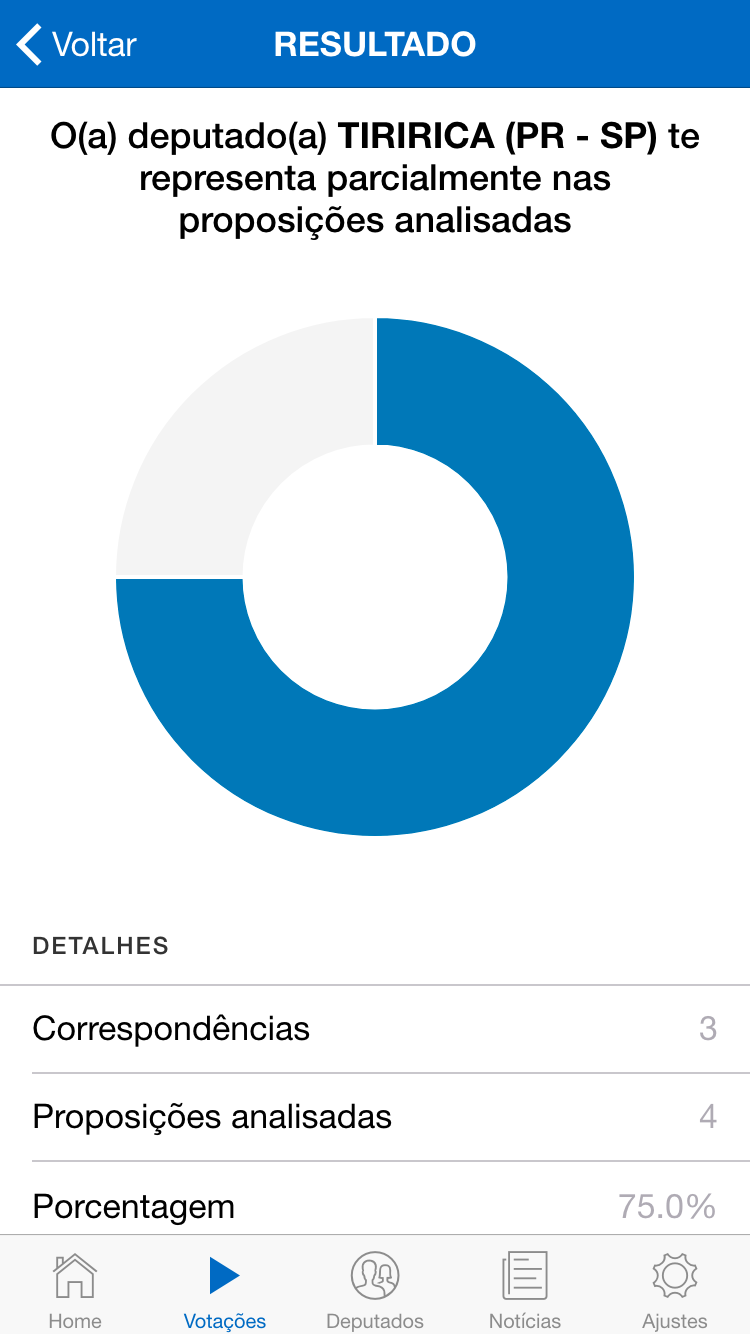 Voltar
RESULTADO
O(a) deputado(a) TIRIRICA (PR - SP) te
representa parcialmente nas
proposições analisadas
DETALHES
Correspondências 3
Proposições analisadas 4
Porcentagem 75.0%
Home Votações Deputados Notícias Ajustes